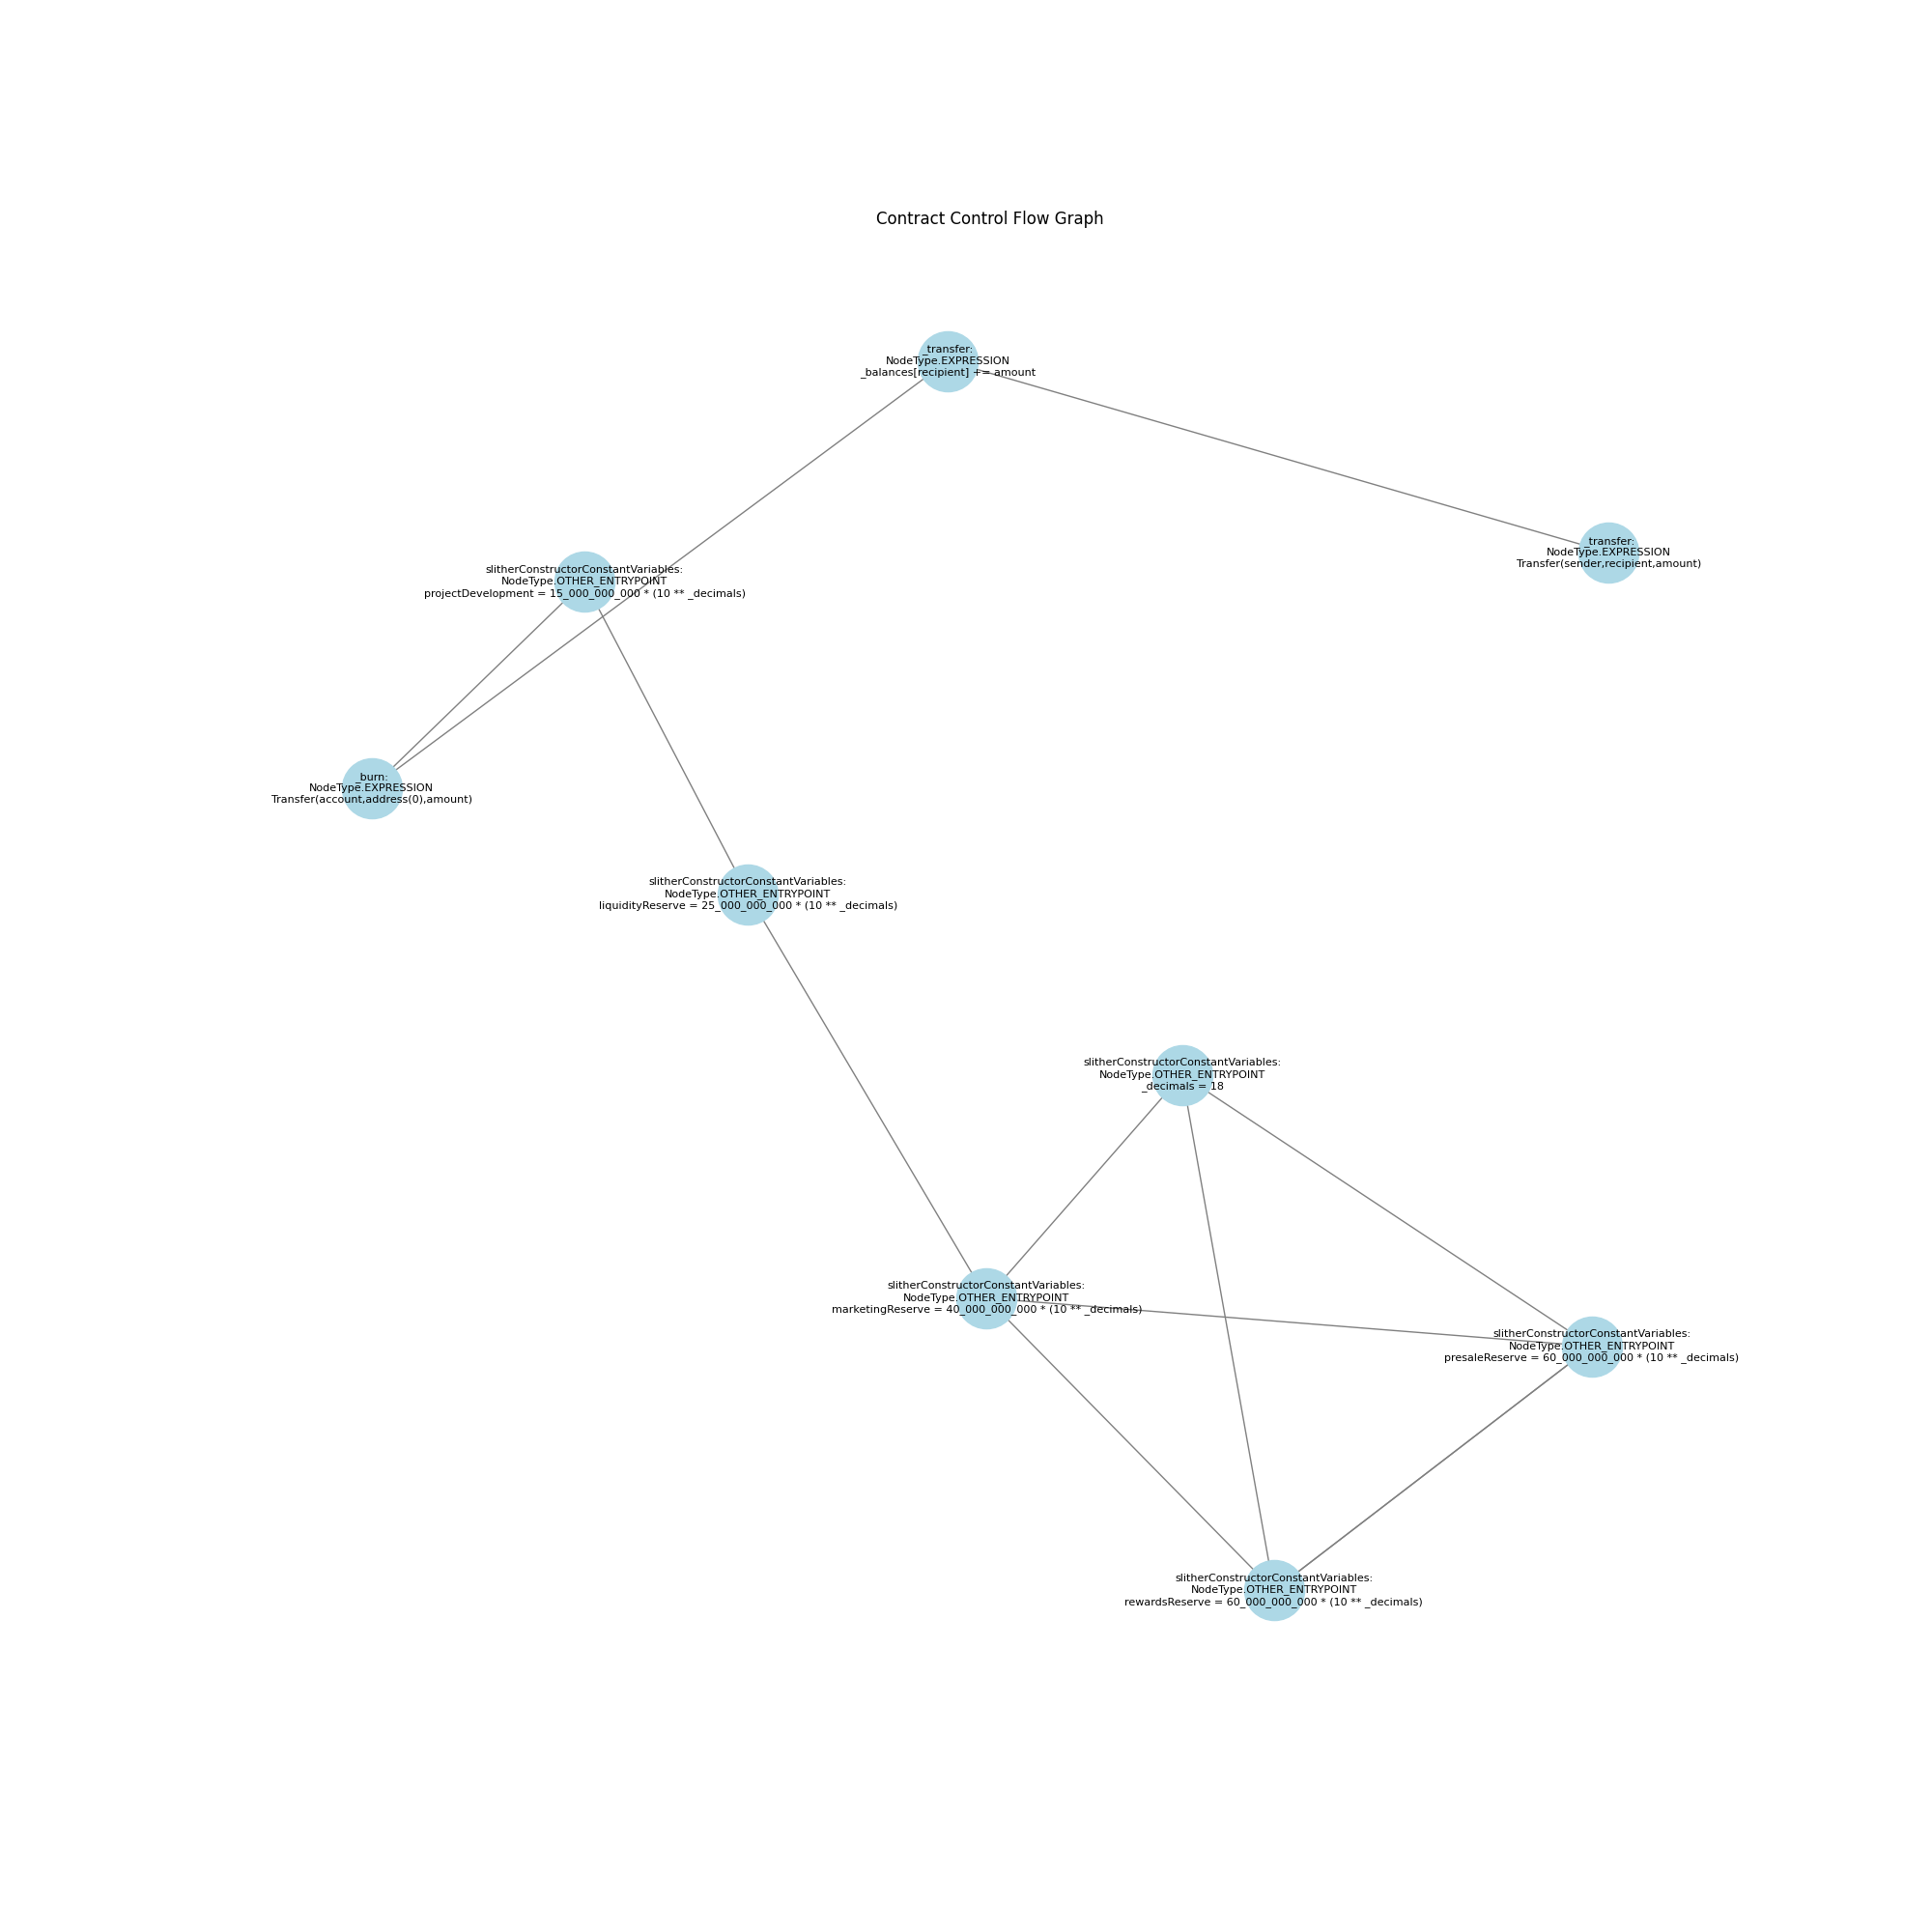 Contract Control Flow Graph
_transfer:
NodeType.EXPRESSION
_balances[recipient] += amount
_transfer:
NodeType.EXPRESSION
Transfer(sender,recipient,amount)
slitherConstructorConstantVariables:
NodeType.OTHER_ENTRYPOINT
projectDevelopment = 15_000_000_000 * (10 ** _decimals)
_burn:
NodeType.EXPRESSION
Transfer(account,address(0),amount)
slitherConstructorConstantVariables:
NodeType.OTHER_ENTRYPOINT
liquidityReserve = 25_000_000_000 * (10 ** _decimals)
slitherConstructorConstantVariables:
NodeType.OTHER_ENTRYPOINT
_decimals = 18
slitherConstructorConstantVariables:
NodeType.OTHER_ENTRYPOINT
marketingReserve = 40_000_000_000 * (10 ** _decimals)
slitherConstructorConstantVariables:
NodeType.OTHER_ENTRYPOINT
presaleReserve = 60_000_000_000 * (10 ** _decimals)
slitherConstructorConstantVariables:
NodeType.OTHER_ENTRYPOINT
rewardsReserve = 60_000_000_000 * (10 ** _decimals)